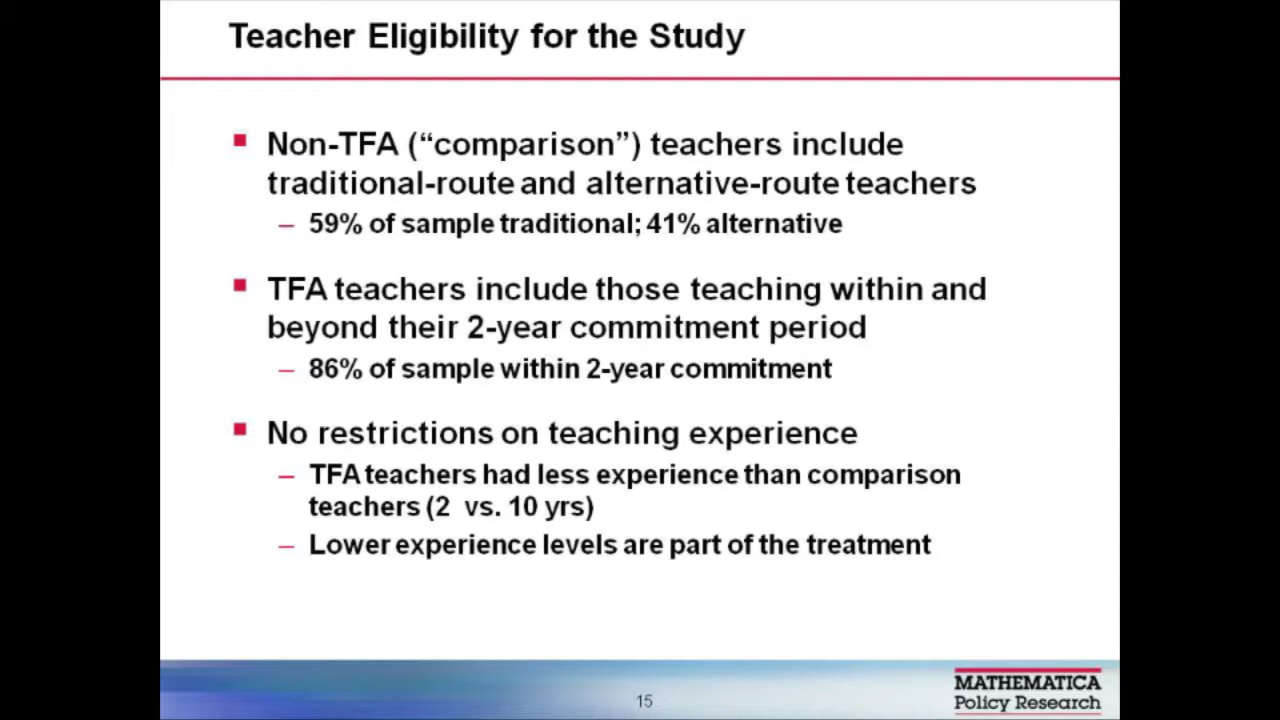 Teacher Eligibility for the Study
Non-TFA (“comparison”) teachers include
traditional-route and alternative-route teachers
– 59% of sample traditional; 41% alternative
TFA teachers include those teaching within and
beyond their 2-year commitment period
– 86% of sample within 2-year commitment
No restrictions on teaching experience
– TFA teachers had less experience than comparison
teachers (2 vs. 10 yrs)
– Lower experience levels are part of the treatment
15
MATHEMATICA
Policy Research